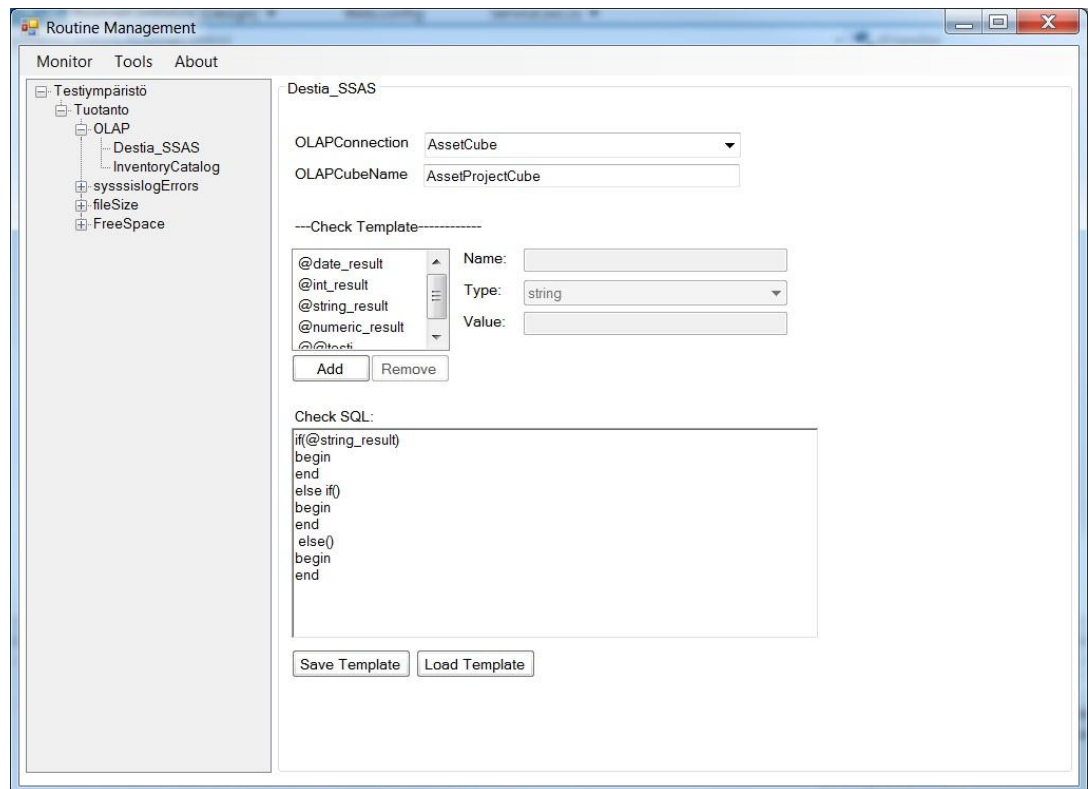 Routine Management
Monitor Tools About
Testiympäristö
Tuotanto
OLAP
Destia_SSAS
InventoryCatalog
sysssislogErrors
fileSize
FreeSpace
Destia_SSAS
OLAPConnection AssetCube
OLAPCubeName AssetProjectCube
---Check Template------------
@date_result
@int_result
@string_result
@numeric_result
@@testi
Name:
Type: string
Value:
Add Remove
Check SQL:
if(@string_result)
begin
end
else if()
begin
end
else()
begin
end
Save Template Load Template